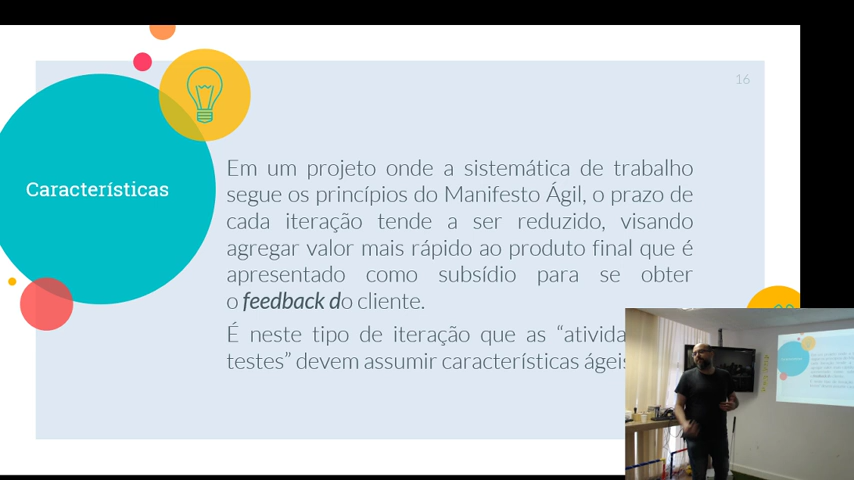 16
Características
Em um projeto onde a sistemática de trabalho
segue os princípios do Manifesto Ágil, o prazo de
cada iteração tende a ser reduzido, visando
agregar valor mais rápido ao produto final que é
apresentado como subsídio para se obter
o feedback do cliente.
É neste tipo de iteração que as “ativida
testes” devem assumir características ágeis